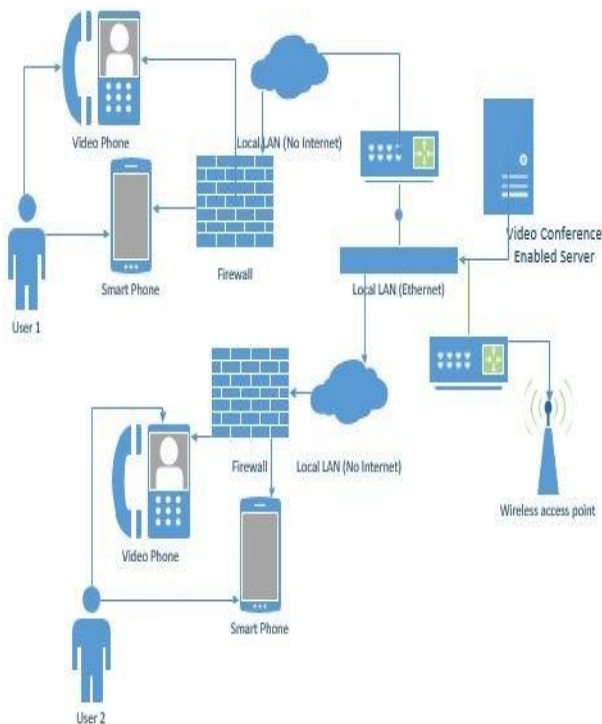 Video Phone
Local LAN (No Internet)
Smart Phone
Firewall
User 1
Video Conference
Enabled Server
Local LAN (Ethernet)
Firewall
Local LAN (No Internet)
Wireless access point
Video Phone
Smart Phone
User 2